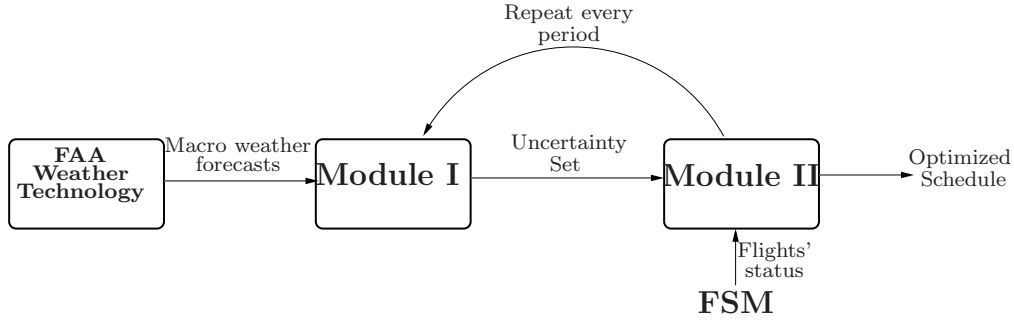 Repeat every
period
FAA
Weather
Technology
Macro weather
forecasts
Module I
Uncertainty
Set
Module II
Optimized
Schedule
Flights'
status
FSM